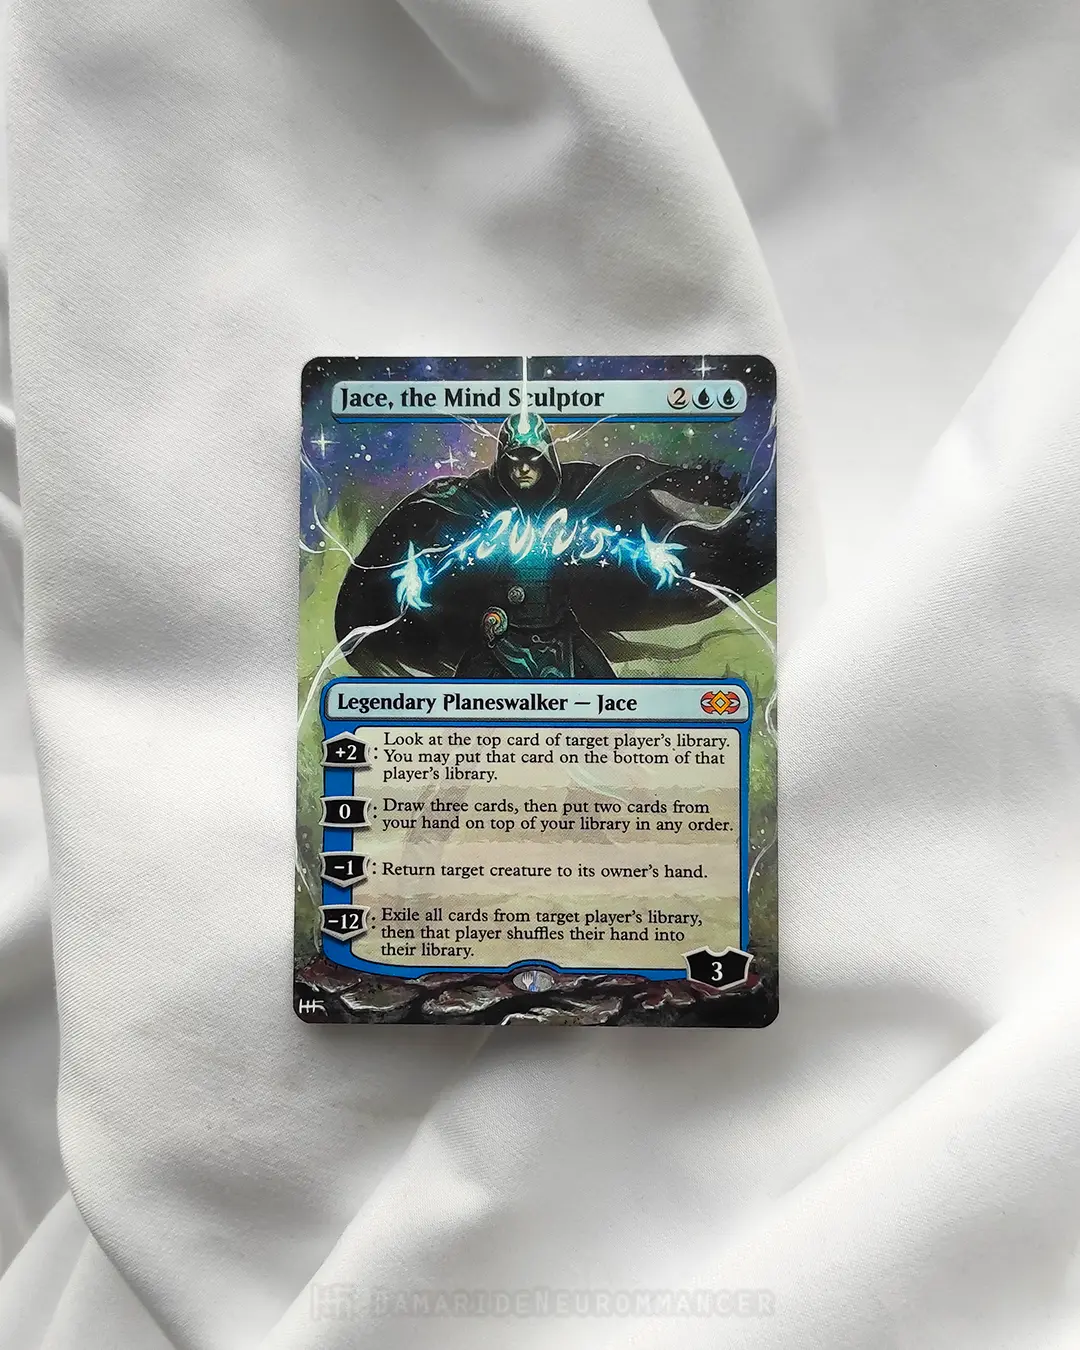 Jace, the Mind Sculptor 2
Legendary Planeswalker — Jace
+2 : Look at the top card of target player's library.
You may put that card on the bottom of that
player's library.
0 : Draw three cards, then put two cards from
your hand on top of your library in any order.
−1 : Return target creature to its owner's hand.
−12 : Exile all cards from target player's library,
then that player shuffles their hand into
their library.
3
HF
DAMARIDENEUROMMANCER